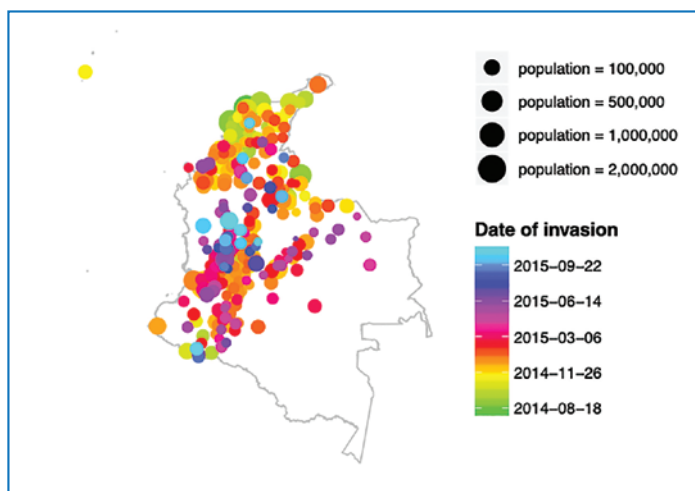 population = 100,000
population = 500,000
population = 1,000,000
population = 2,000,000
Date of invasion
2015−09−22
2015−06−14
2015−03−06
2014−11−26
2014−08−18